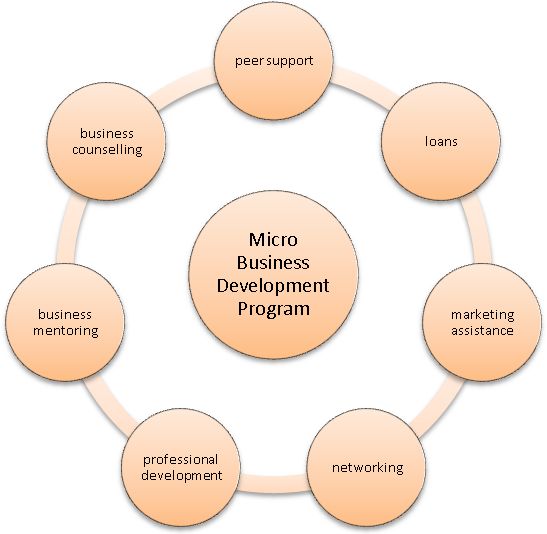 peer support
loans
marketing
assistance
networking
professional
development
business
mentoring
business
counselling
Micro
Business
Development
Program